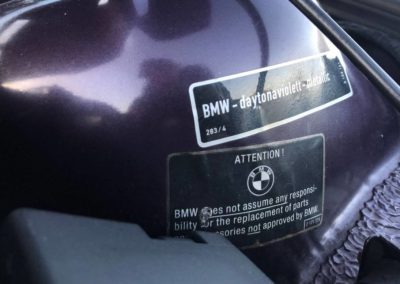 BMW - daytonaviolett - metallic
283/4
ATTENTION!
BMW does not assume any responsi-
bility for the replacement of parts
accessories not approved by BMW.